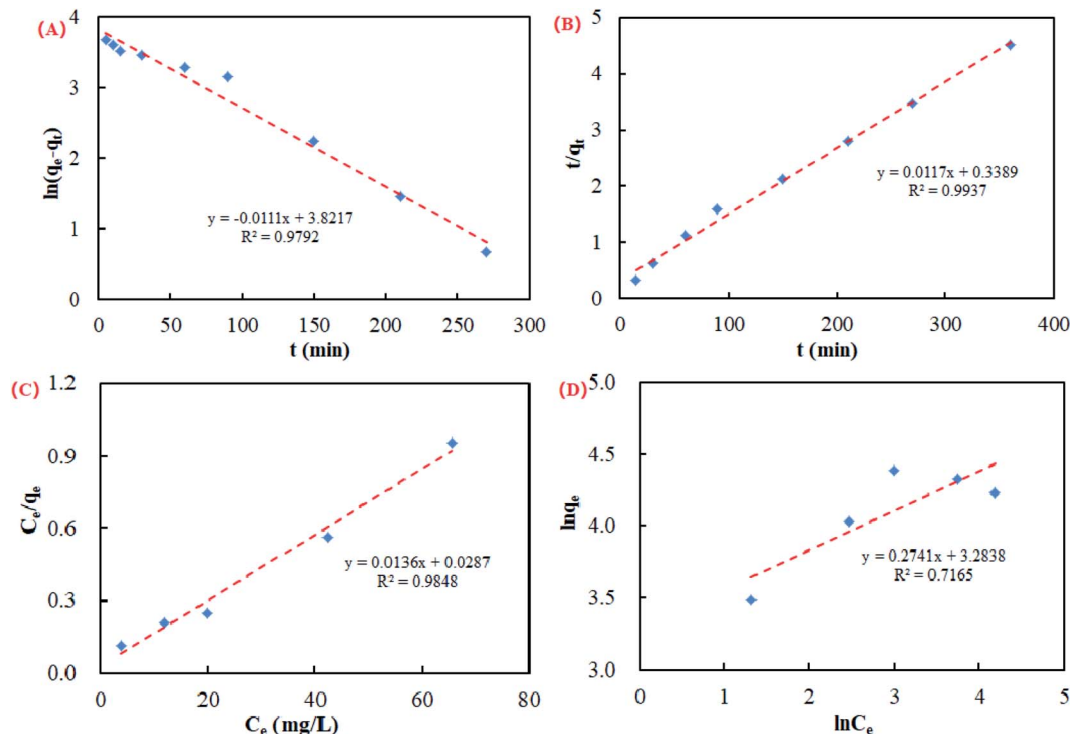 (A)
4
3
2
1
0
ln(qₑ-qₜ)
y = -0.0111x + 3.8217
R² = 0.9792
0 50 100 150 200 250 300
t (min)
(B)
5
4
3
2
1
0
t/qₜ
y = 0.0117x + 0.3389
R² = 0.9937
0 100 200 300 400
t (min)
(C)
1.2
0.9
0.6
0.3
0.0
Cₑ/qₑ
y = 0.0136x + 0.0287
R² = 0.9848
0 20 40 60 80
Cₑ (mg/L)
(D)
5.0
4.5
4.0
3.5
3.0
lnqₑ
y = 0.2741x + 3.2838
R² = 0.7165
0 1 2 3 4 5
lnCₑ